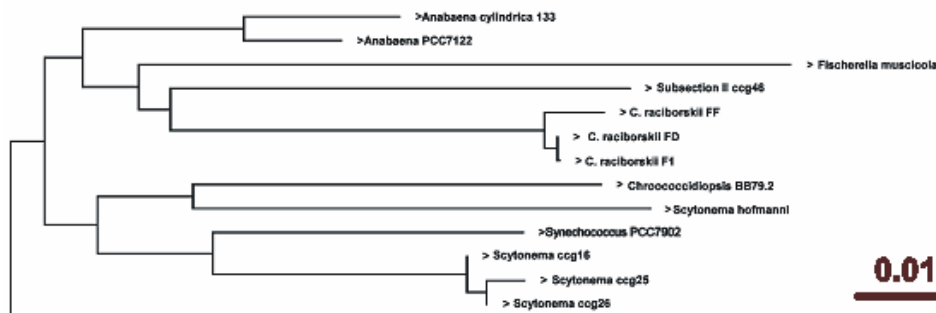 >Anabaena cylindrica 133
>Anabaena PCC7122
> Fischerella muscicola
> Subsection II ccg46
> C. raciborskii FF
> C. raciborskii FD
> C. raciborskii F1
> Chroococcidiopsis BB79.2
>Scytonema hofmanni
>Synechococcus PCC7902
> Scytonema ccg16
> Scytonema ccg25
> Scytonema ccg26
0.01